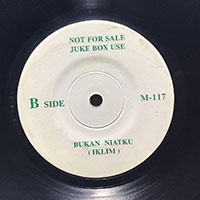 NOT FOR SALE
JUKE BOX USE
B SIDE M-117
BUKAN NIATKU
( IKLIM )